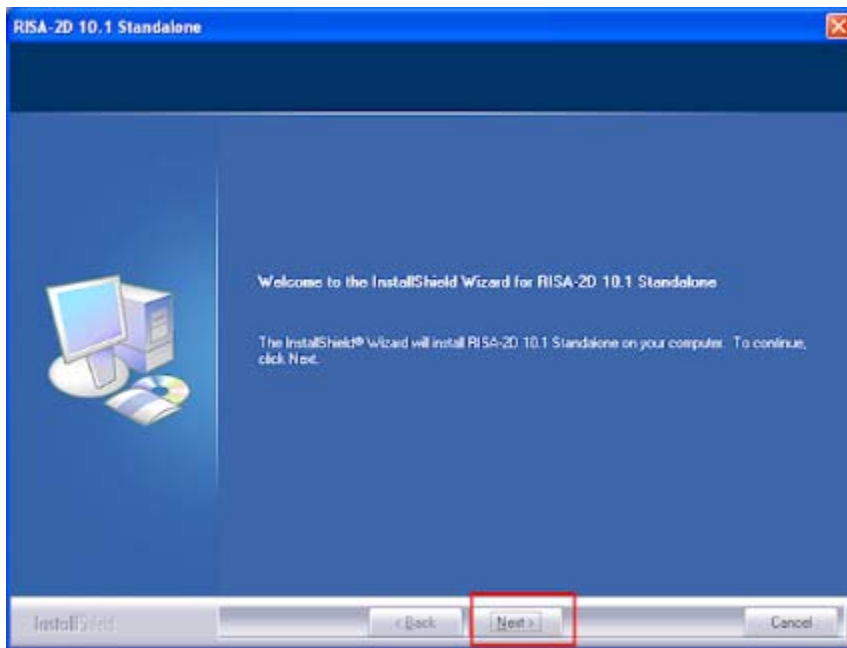 RISA-2D 10.1 Standalone
Welcome to the InstallShield Wizard for RISA-2D 10.1 Standalone
The InstallShield® Wizard will install RISA-2D 10.1 Standalone on your computer. To continue,
click Next.
InstallShield
< Back
Next >
Cancel